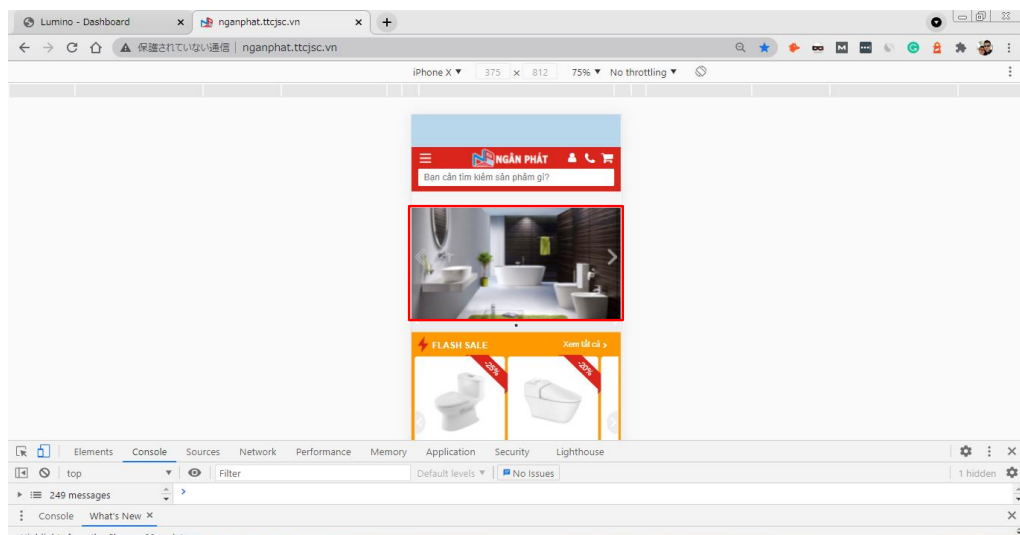 Lumino - Dashboard × nganphat.ttcjsc.vn × +
保護されていない通信 | nganphat.ttcjsc.vn
iPhone X ▼ 375 × 812 75% ▼ No throttling ▼
NGÂN PHÁT
Bạn cần tìm kiếm sản phẩm gì?
FLASH SALE Xem tất cả >
-25% -20%
Elements Console Sources Network Performance Memory Application Security Lighthouse
top ▼ Filter Default levels ▼ No Issues 1 hidden
249 messages >
Console What's New ×